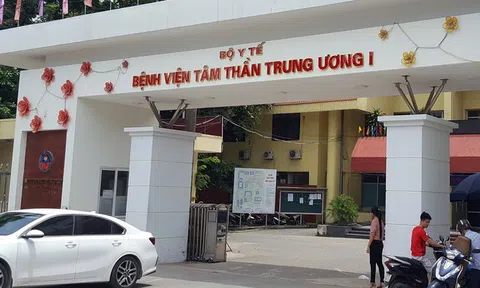 BỘ Y TẾ
BỆNH VIỆN TÂM THẦN TRUNG ƯƠNG I